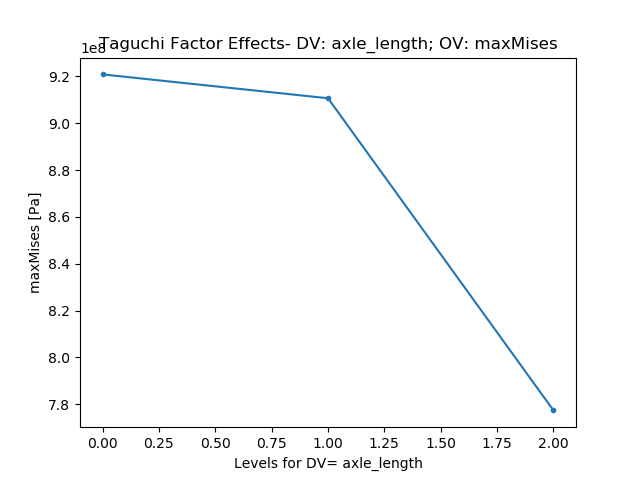 Taguchi Factor Effects- DV: axle_length; OV: maxMises
1e8
9.2
9.0
8.8
8.6
8.4
8.2
8.0
7.8
maxMises [Pa]
0.00 0.25 0.50 0.75 1.00 1.25 1.50 1.75 2.00
Levels for DV= axle_length